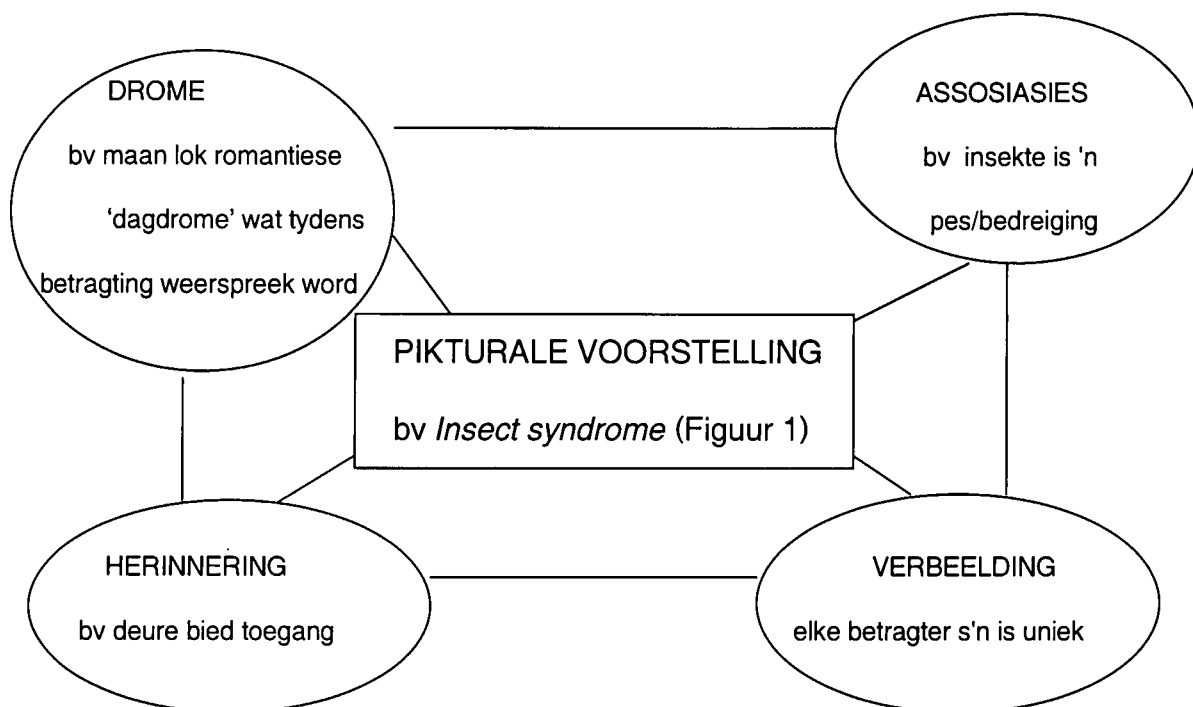 DROME
bv maan lok romantiese
'dagdrome' wat tydens
betragting weerspreek word
ASSOSIASIES
bv insekte is 'n
pes/bedreiging
PIKTURALE VOORSTELLING
bv Insect syndrome (Figuur 1)
HERINNERING
bv deure bied toegang
VERBEELDING
elke betragter s'n is uniek